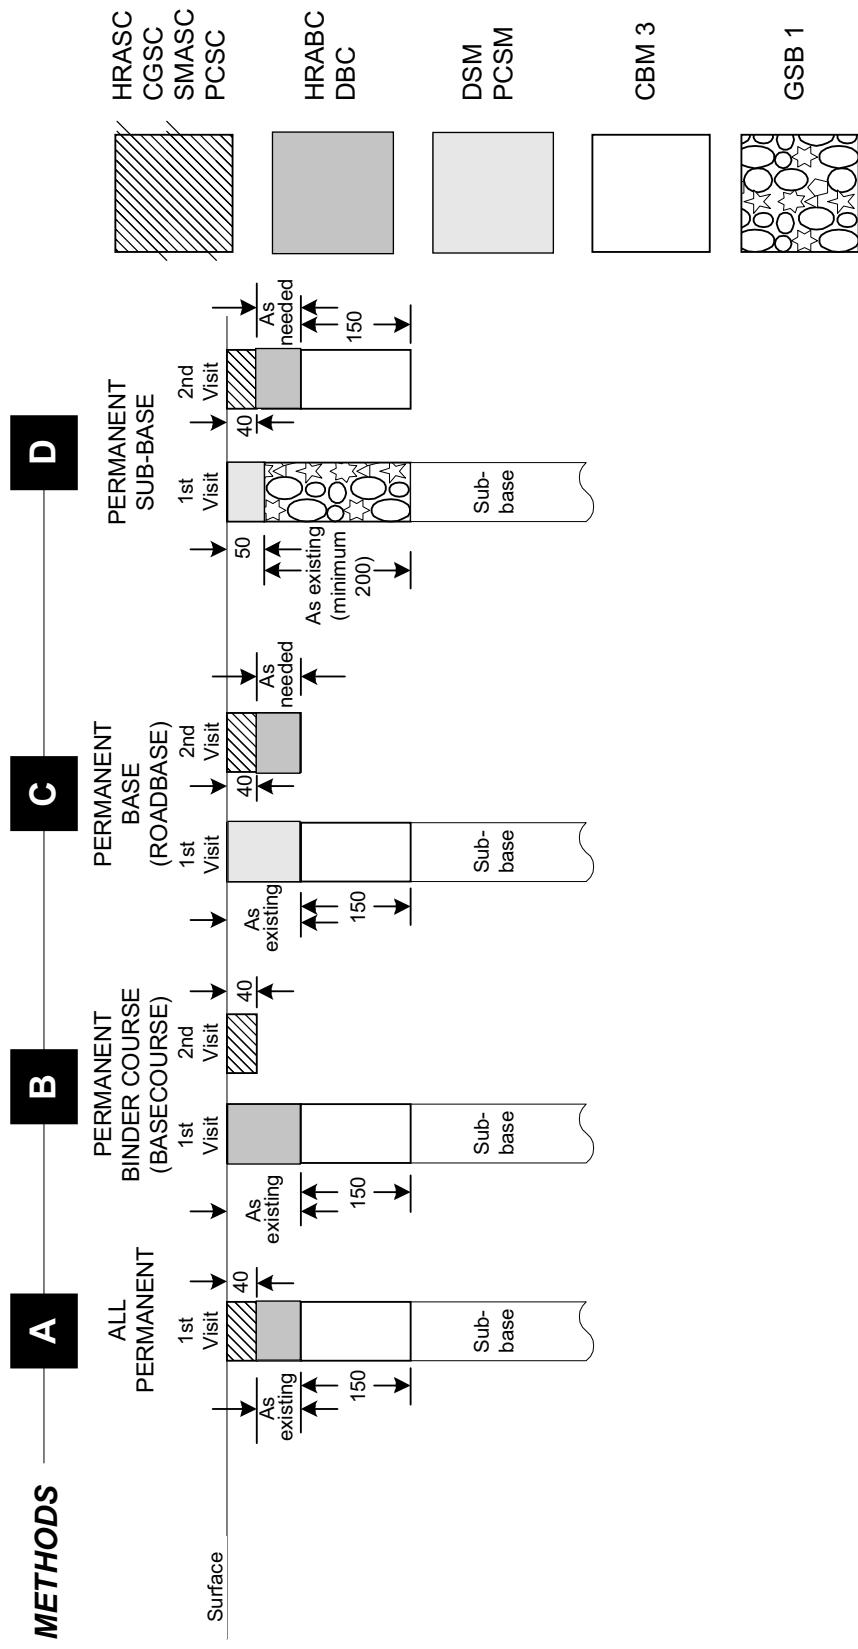 METHODS
A
B
C
D
ALL
PERMANENT
PERMANENT
BINDER COURSE
(BASECOURSE)
PERMANENT
BASE
(ROADBASE)
PERMANENT
SUB-BASE
1st
Visit
1st
Visit
2nd
Visit
1st
Visit
2nd
Visit
1st
Visit
2nd
Visit
Surface
As
existing
150
40
Sub-
base
As
existing
150
40
Sub-
base
As
existing
150
40
As
needed
Sub-
base
50
As existing
(minimum
200)
40
As
needed
150
Sub-
base
HRASC
CGSC
SMASC
PCSC
HRABC
DBC
DSM
PCSM
CBM 3
GSB 1